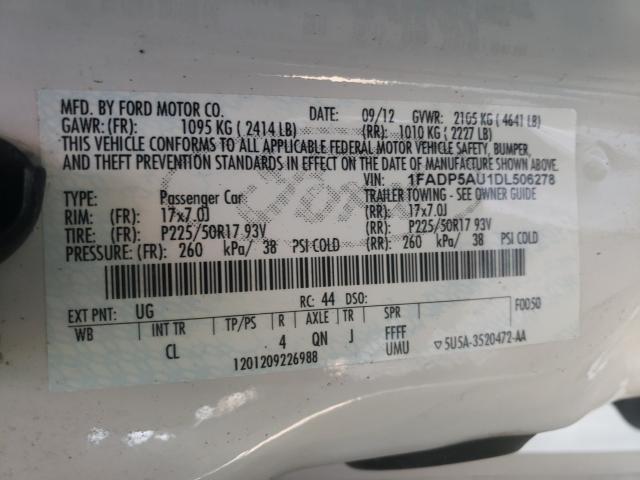 MFD. BY FORD MOTOR CO. DATE: 09/12 GVWR: 2105 KG ( 4641 LB)
GAWR: (FR): 1095 KG ( 2414 LB) (RR): 1010 KG ( 2227 LB)
THIS VEHICLE CONFORMS TO ALL APPLICABLE FEDERAL MOTOR VEHICLE SAFETY, BUMPER,
AND THEFT PREVENTION STANDARDS IN EFFECT ON THE DATE OF MANUFACTURE SHOWN ABOVE.
VIN: 1FADP5AU1DL506278
TYPE: Passenger Car TRAILER TOWING - SEE OWNER GUIDE
RIM: (FR): 17x7.0J (RR): 17x7.0J
TIRE: (FR): P225/50R17 93V (RR): P225/50R17 93V
PRESSURE: (FR): 260 kPa/ 38 PSI COLD (RR): 260 kPa/ 38 PSI COLD
Ford
EXT PNT: UG RC: 44 DSO: F0050
WB INT TR TP/PS R AXLE TR SPR
CL 4 QN J FFFF
UMU
1201209226988 5U5A-3520472-AA